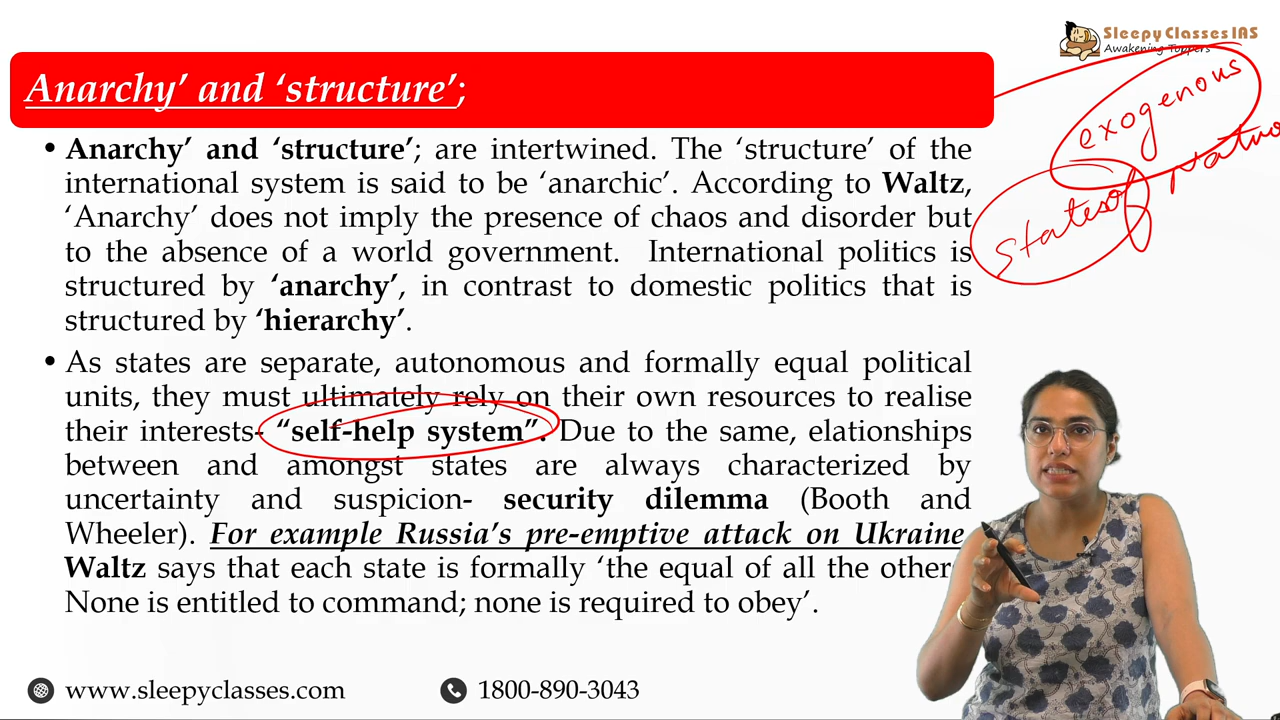 Sleepy Classes IAS
Awakening Toppers
Anarchy’ and ‘structure’;
exogenous
States of Natu
• Anarchy’ and ‘structure’; are intertwined. The ‘structure’ of the
international system is said to be ‘anarchic’. According to Waltz,
‘Anarchy’ does not imply the presence of chaos and disorder but
to the absence of a world government. International politics is
structured by ‘anarchy’, in contrast to domestic politics that is
structured by ‘hierarchy’.
• As states are separate, autonomous and formally equal political
units, they must ultimately rely on their own resources to realise
their interests- “self-help system”. Due to the same, elationships
between and amongst states are always characterized by
uncertainty and suspicion- security dilemma (Booth and
Wheeler). For example Russia’s pre-emptive attack on Ukraine
Waltz says that each state is formally ‘the equal of all the other
None is entitled to command; none is required to obey’.
www.sleepyclasses.com
1800-890-3043